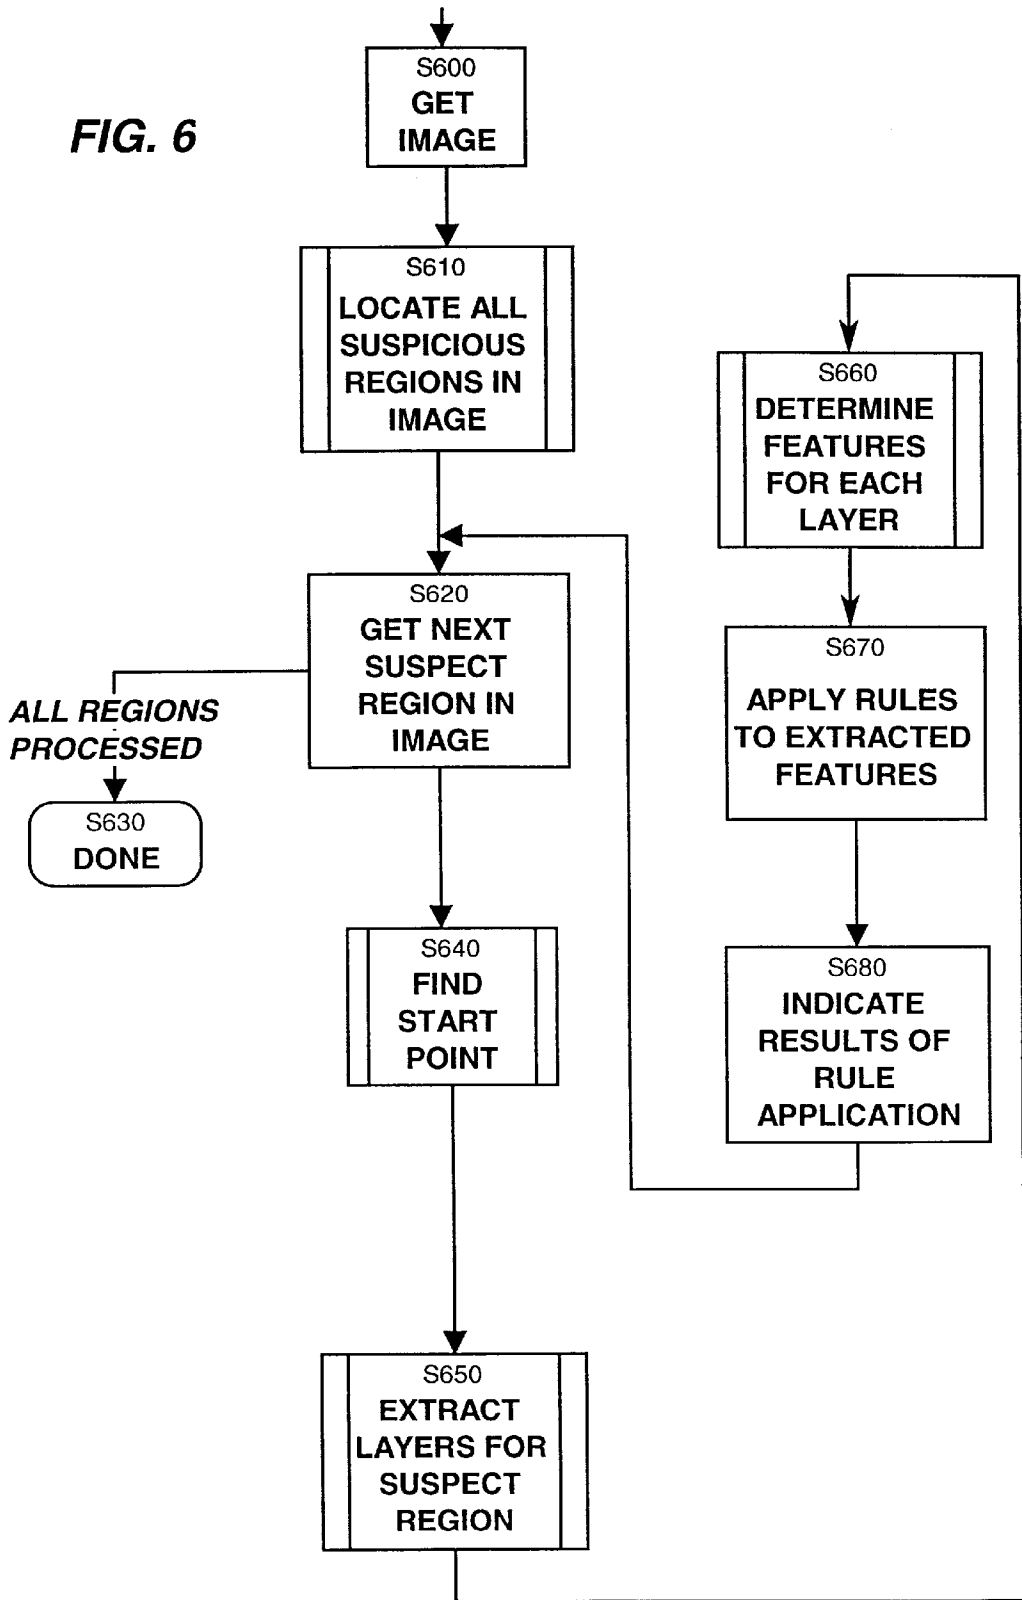 FIG. 6
S600
GET
IMAGE
S610
LOCATE ALL
SUSPICIOUS
REGIONS IN
IMAGE
S620
GET NEXT
SUSPECT
REGION IN
IMAGE
ALL REGIONS
PROCESSED
S630
DONE
S640
FIND
START
POINT
S650
EXTRACT
LAYERS FOR
SUSPECT
REGION
S660
DETERMINE
FEATURES
FOR EACH
LAYER
S670
APPLY RULES
TO EXTRACTED
FEATURES
S680
INDICATE
RESULTS OF
RULE
APPLICATION